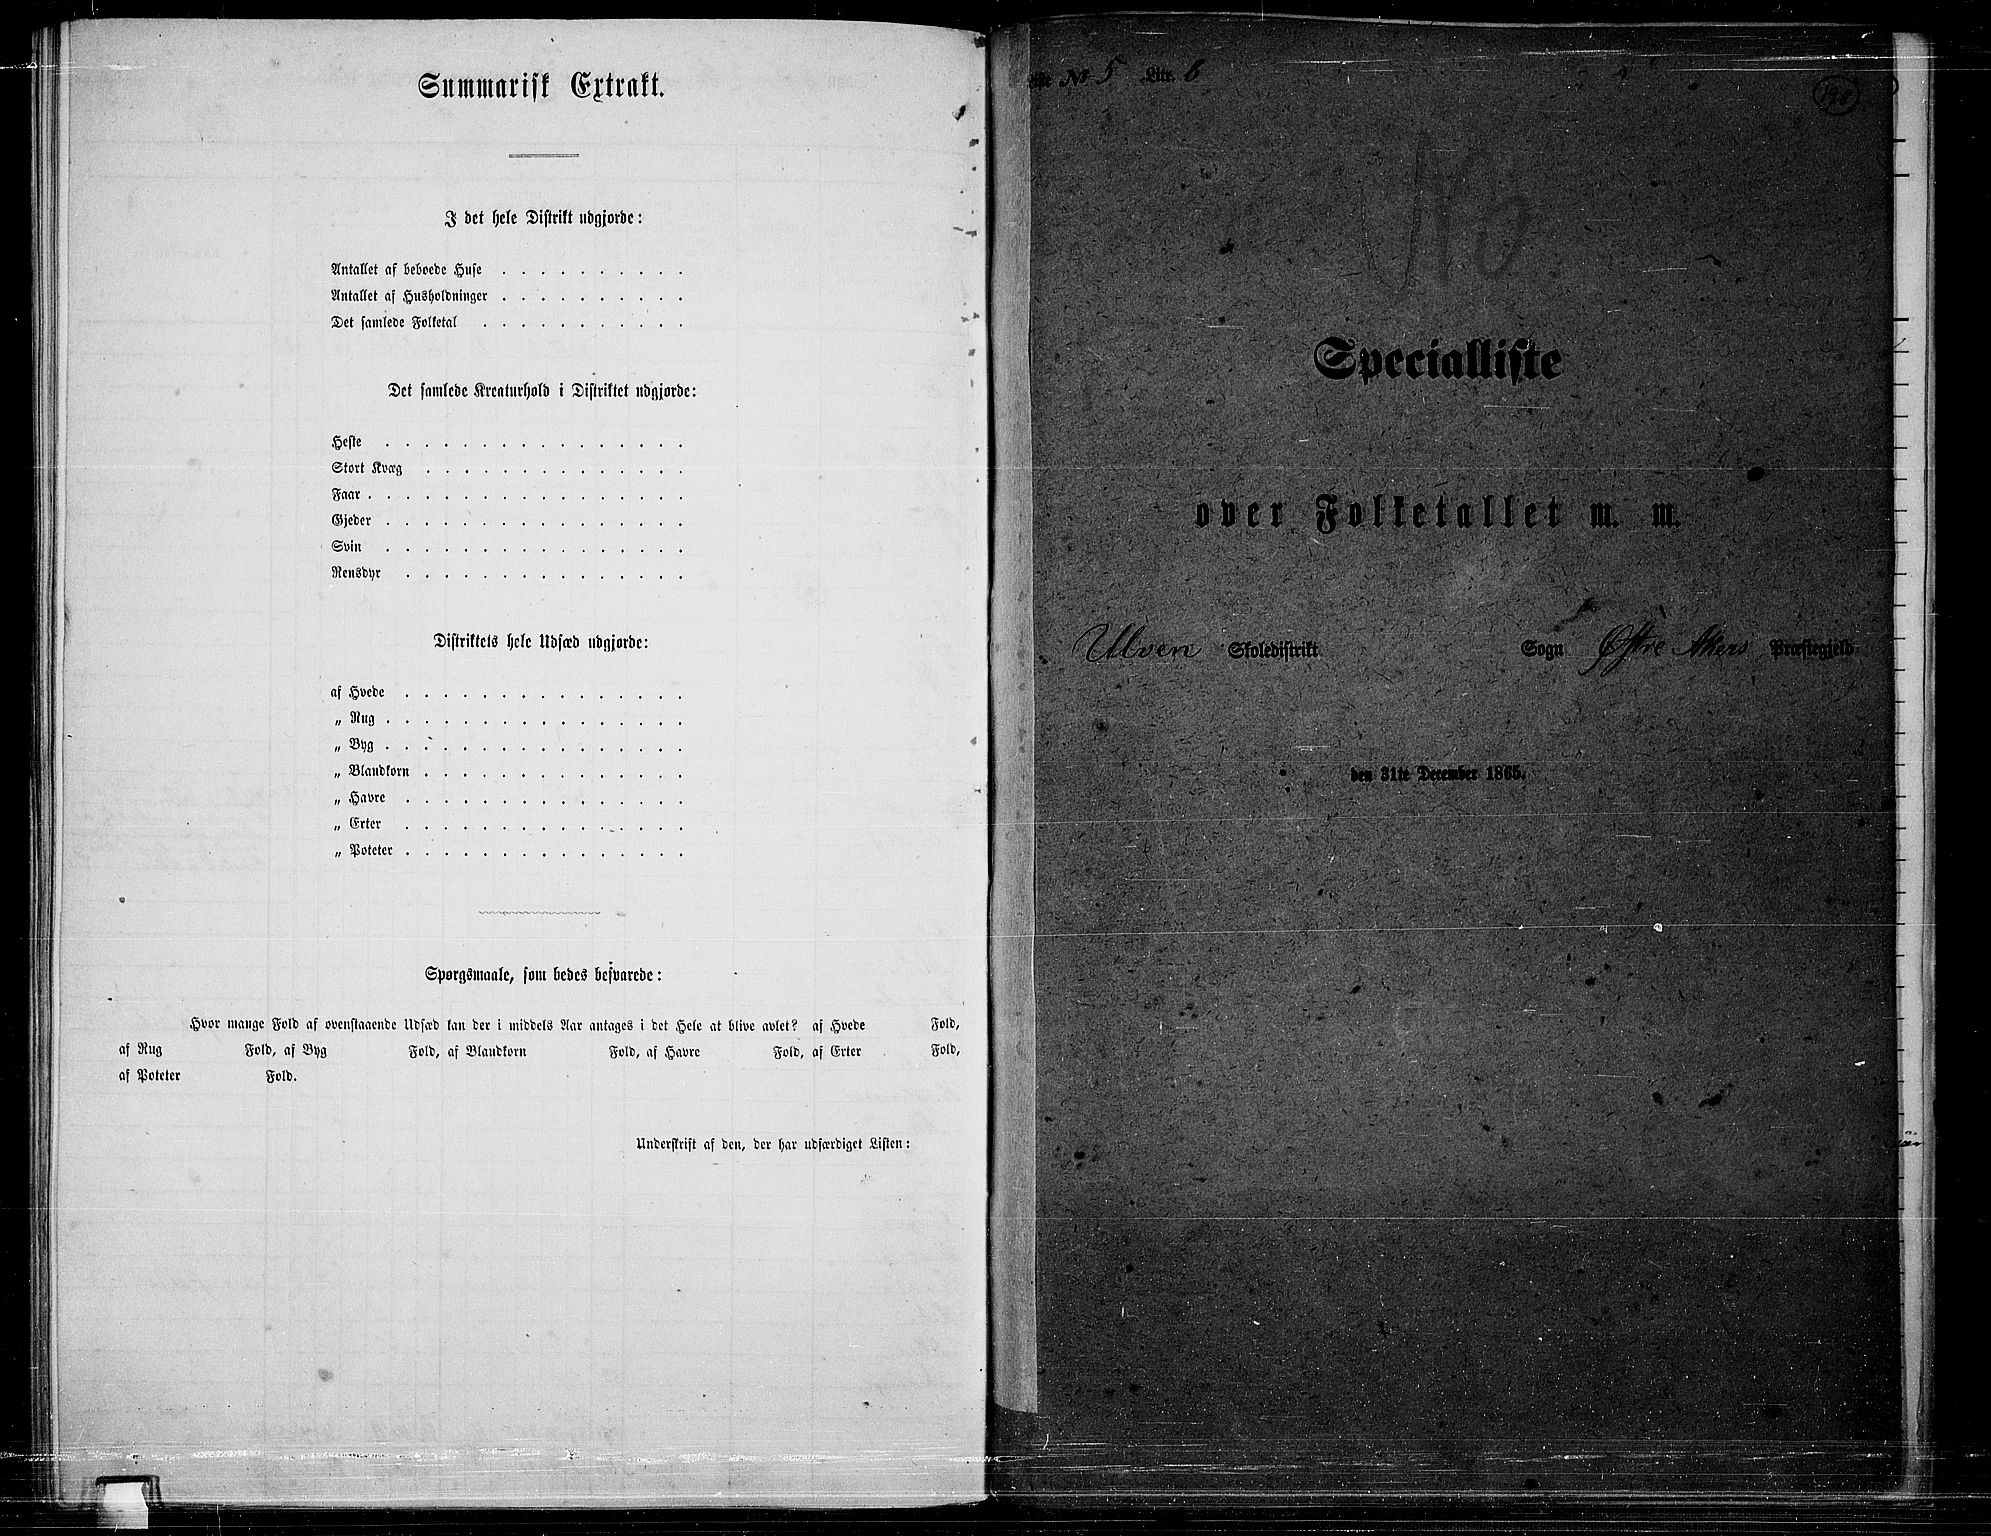 Summarisk Extrakt.
I det hele Distrikt udgjorde:
Antallet af beboede Huse . . . . . . . . . .
Antallet af Husholdninger . . . . . . . . . .
Det samlede Folketal . . . . . . . . . . .
Det samlede Kreaturhold i Distriktet udgjorde:
Heste . . . . . . . . . . . . . . . .
Stort Kvæg . . . . . . . . . . . . . .
Faar . . . . . . . . . . . . . . . . .
Gjeder . . . . . . . . . . . . . . . .
Svin . . . . . . . . . . . . . . . .
Rensdyr . . . . . . . . . . . . . . .
Distriktets hele Udsæd udgjorde:
af Hvede . . . . . . . . . . . . . . .
„ Rug . . . . . . . . . . . . . . . .
„ Byg . . . . . . . . . . . . . . . .
„ Blandkorn . . . . . . . . . . . . . .
„ Havre . . . . . . . . . . . . . . .
„ Erter . . . . . . . . . . . . . . .
„ Poteter . . . . . . . . . . . . . . .
Spørgsmaale, som bedes besvarede:
Hvor mange Fold af ovenstaaende Udsæd kan der i middels Aar antages i det Hele at blive avlet? af Hvede Fold,
af Rug Fold, af Byg Fold, af Blandkorn Fold, af Havre Fold, af Erter Fold,
af Poteter Fold.
Underskrift af den, der har udfærdiget Listen:
№ 5 Litr. 6
Specialliste
over Folketallet m. m.
Ulven Skoledistrikt Sogn Østre Akers Præstegjeld
den 31te December 1865.